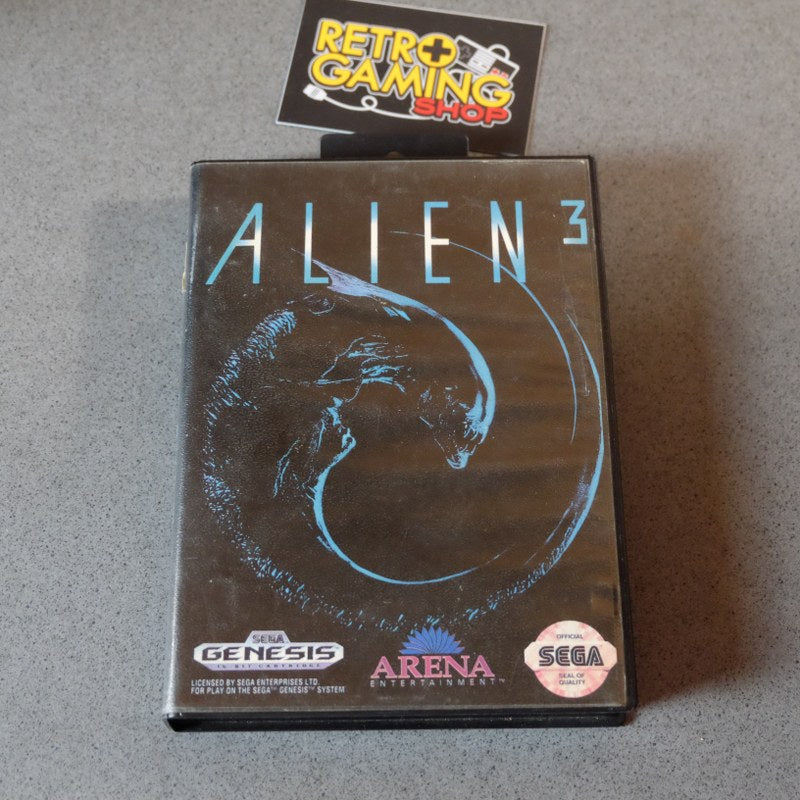 RETRO
GAMING
SHOP
ALIEN 3
SEGA
GENESIS
16 BIT CARTRIDGE
LICENSED BY SEGA ENTERPRISES LTD.
FOR PLAY ON THE SEGA™ GENESIS™ SYSTEM
ARENA
ENTERTAINMENT™
OFFICIAL
SEGA
SEAL OF
QUALITY